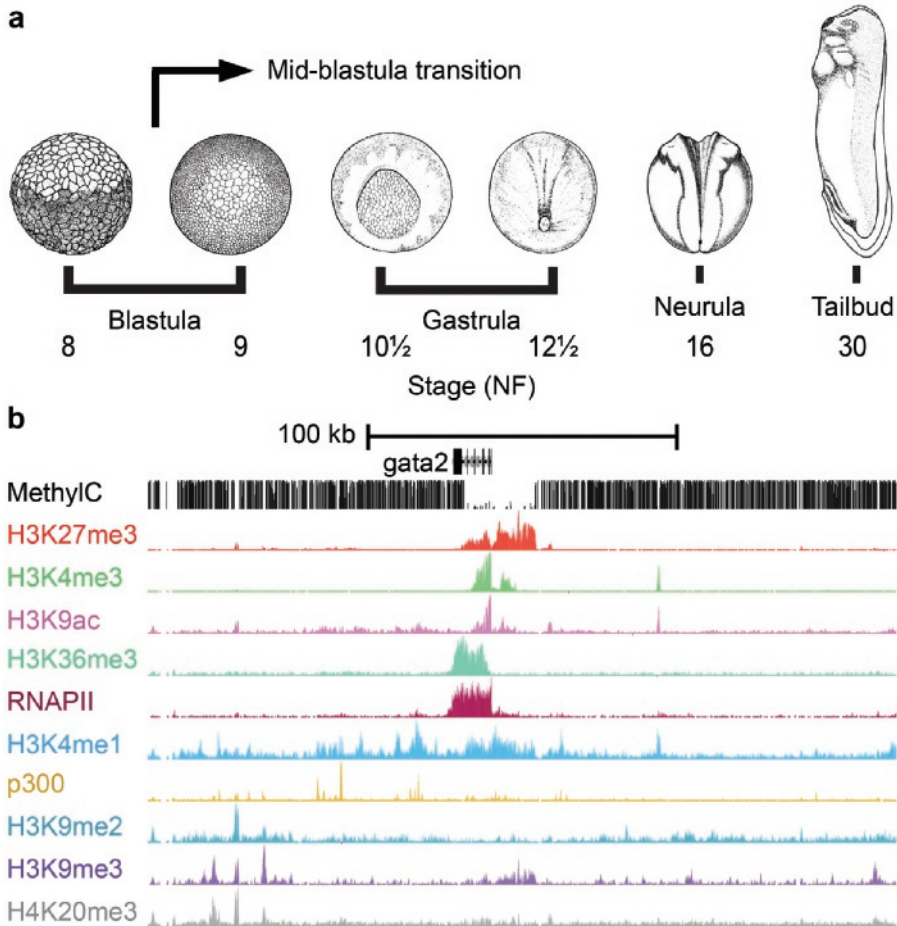 a
Mid-blastula transition
Blastula
Gastrula
Neurula
Tailbud
8
9
10½
12½
16
30
Stage (NF)
b
100 kb
gata2
MethylC
H3K27me3
H3K4me3
H3K9ac
H3K36me3
RNAPII
H3K4me1
p300
H3K9me2
H3K9me3
H4K20me3